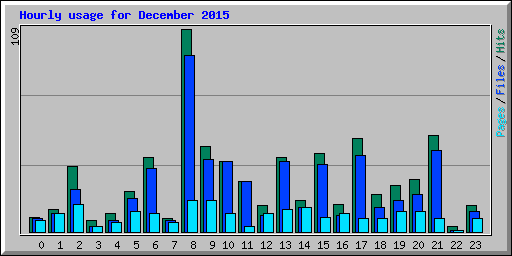 Hourly usage for December 2015
109
Pages/Files/Hits
0 1 2 3 4 5 6 7 8 9 10 11 12 13 14 15 16 17 18 19 20 21 22 23